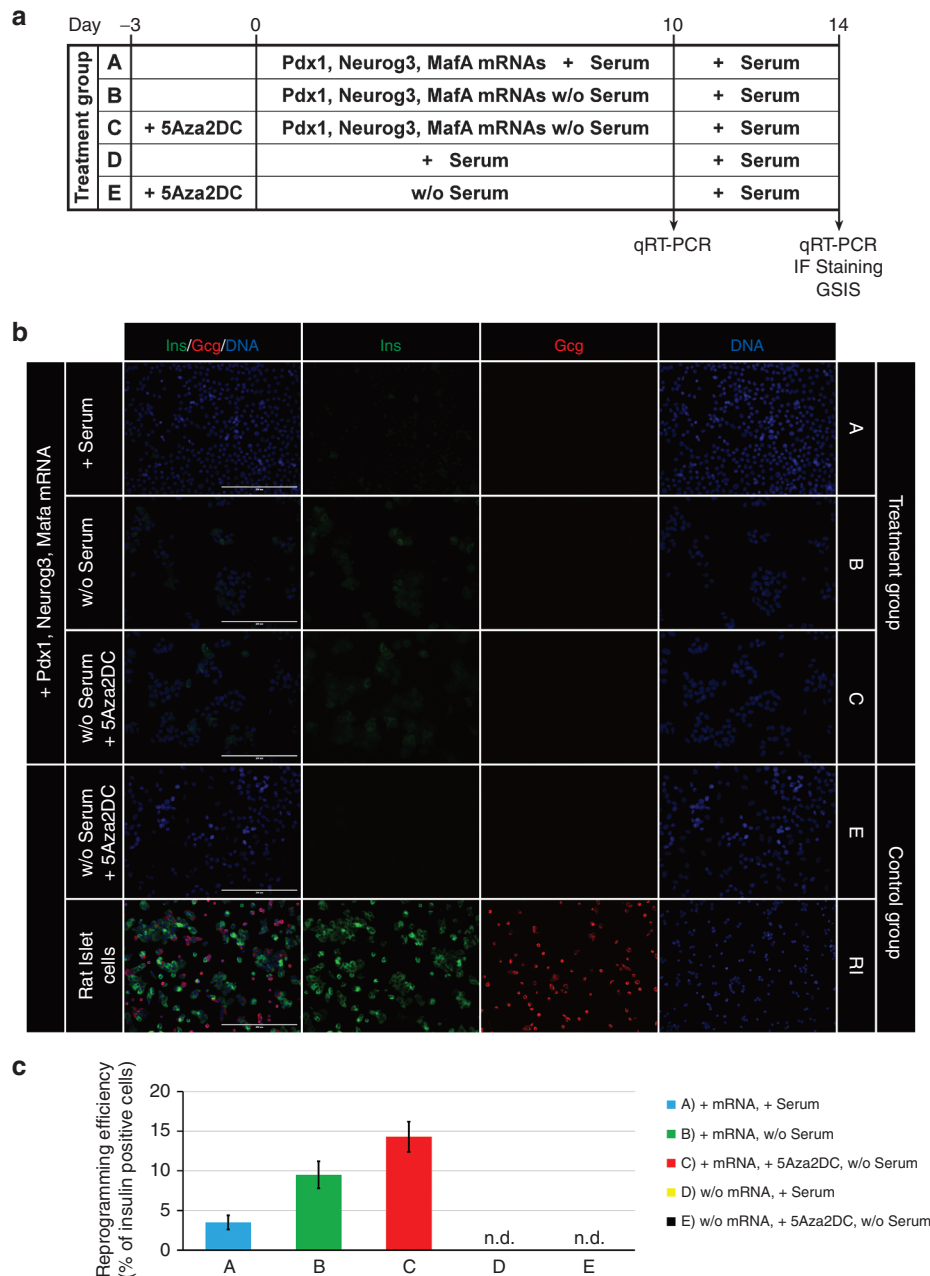 a
Day −3 0 10 14
Treatment group
A Pdx1, Neurog3, MafA mRNAs + Serum + Serum
B Pdx1, Neurog3, MafA mRNAs w/o Serum + Serum
C + 5Aza2DC Pdx1, Neurog3, MafA mRNAs w/o Serum + Serum
D + Serum + Serum
E + 5Aza2DC w/o Serum + Serum
qRT-PCR
qRT-PCR
IF Staining
GSIS
b
Ins/Gcg/DNA Ins Gcg DNA
+ Pdx1, Neurog3, Mafa mRNA
+ Serum
A
w/o Serum
B
w/o Serum
+ 5Aza2DC
C
Treatment group
w/o Serum
+ 5Aza2DC
E
Rat Islet
cells
RI
Control group
c
Reprogramming efficiency
(% of insulin positive cells)
20
15
10
5
0
n.d. n.d.
A B C D E
A) + mRNA, + Serum
B) + mRNA, w/o Serum
C) + mRNA, + 5Aza2DC, w/o Serum
D) w/o mRNA, + Serum
E) w/o mRNA, + 5Aza2DC, w/o Serum